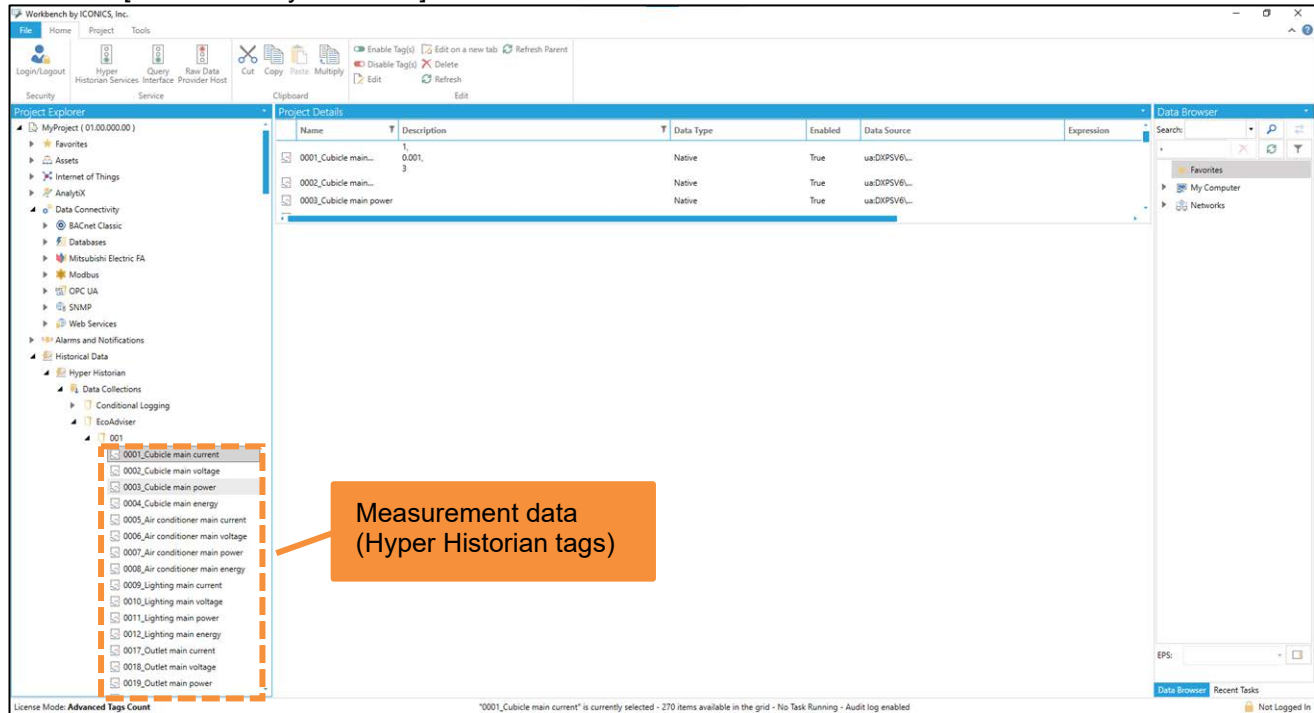 Workbench by ICONICS, Inc.
File Home Project Tools
Login/Logout
Hyper Historian Services
Query Interface
Raw Data Provider Host
Cut Copy Paste Multiply
Enable Tag(s) Edit on a new tab Refresh Parent
Disable Tag(s) Delete
Edit Refresh
Security Service Clipboard Edit
Project Explorer
MyProject ( 01.00.000.00 )
Favorites
Assets
Internet of Things
AnalytiX
Data Connectivity
BACnet Classic
Databases
Mitsubishi Electric FA
Modbus
OPC UA
SNMP
Web Services
Alarms and Notifications
Historical Data
Hyper Historian
Data Collections
Conditional Logging
EcoAdviser
001
0001_Cubicle main current
0002_Cubicle main voltage
0003_Cubicle main power
0004_Cubicle main energy
0005_Air conditioner main current
0006_Air conditioner main voltage
0007_Air conditioner main power
0008_Air conditioner main energy
0009_Lighting main current
0010_Lighting main voltage
0011_Lighting main power
0012_Lighting main energy
0017_Outlet main current
0018_Outlet main voltage
0019_Outlet main power
Project Details
Name Description Data Type Enabled Data Source Expression
1,
0001_Cubicle main... 0.001, Native True ua:DXPSV6\...
3
0002_Cubicle main... Native True ua:DXPSV6\...
0003_Cubicle main power Native True ua:DXPSV6\...
Measurement data
(Hyper Historian tags)
Data Browser
Search:
Favorites
My Computer
Networks
EPS:
Data Browser Recent Tasks
License Mode: Advanced Tags Count
"0001_Cubicle main current" is currently selected - 270 items available in the grid - No Task Running - Audit log enabled
Not Logged In